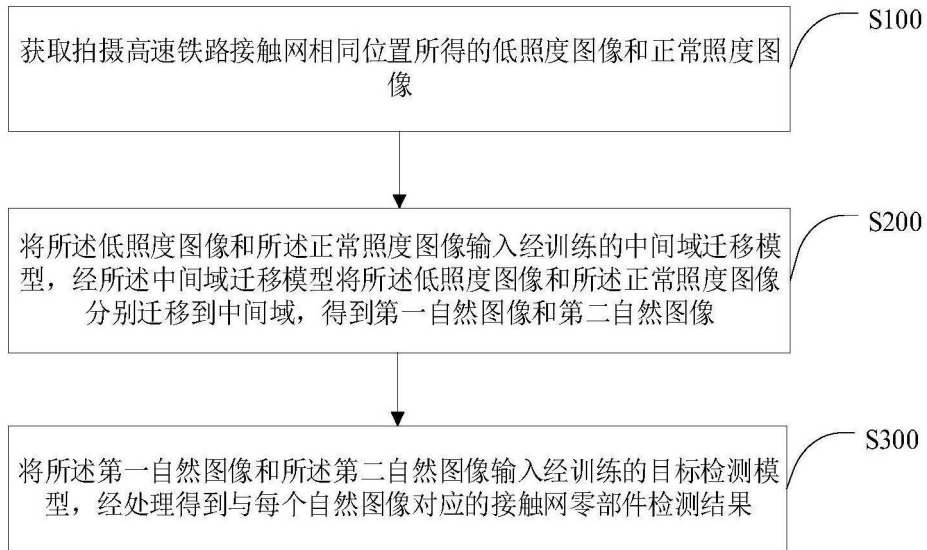 S100
获取拍摄高速铁路接触网相同位置所得的低照度图像和正常照度图
像
S200
将所述低照度图像和所述正常照度图像输入经训练的中间域迁移模
型，经所述中间域迁移模型将所述低照度图像和所述正常照度图像
分别迁移到中间域，得到第一自然图像和第二自然图像
S300
将所述第一自然图像和所述第二自然图像输入经训练的目标检测模
型，经处理得到与每个自然图像对应的接触网零部件检测结果